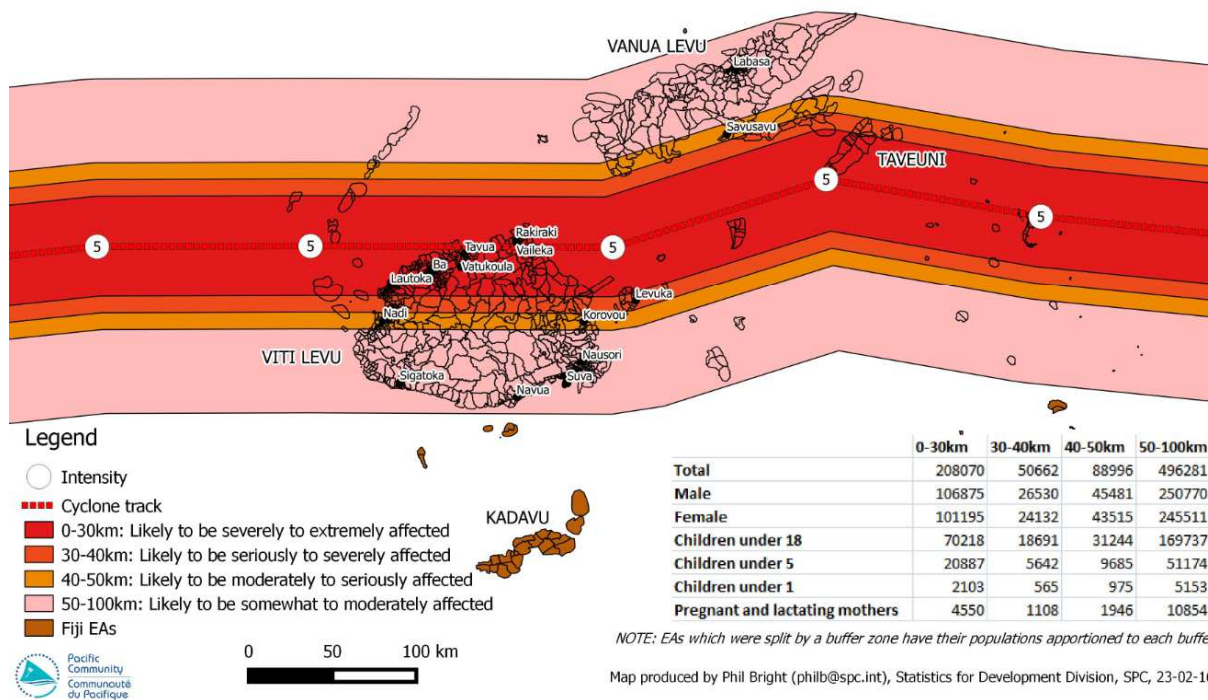 VANUA LEVU
Labasa
Savusavu
TAVEUNI
5
5
5
5
5
Rakiraki
Tavua
Vaileka
Ba
Vatukoula
Lautoka
Levuka
Nadi
Korovou
VITI LEVU
Nausori
Sigatoka
Suva
Navua
KADAVU
Legend
Intensity
Cyclone track
0-30km: Likely to be severely to extremely affected
30-40km: Likely to be seriously to severely affected
40-50km: Likely to be moderately to seriously affected
50-100km: Likely to be somewhat to moderately affected
Fiji EAs
Pacific
Community
Communauté
du Pacifique
0 50 100 km
0-30km 30-40km 40-50km 50-100km
Total 208070 50662 88996 496281
Male 106875 26530 45481 250770
Female 101195 24132 43515 245511
Children under 18 70218 18691 31244 169737
Children under 5 20887 5642 9685 51174
Children under 1 2103 565 975 5153
Pregnant and lactating mothers 4550 1108 1946 10854
NOTE: EAs which were split by a buffer zone have their populations apportioned to each buffe
Map produced by Phil Bright (philb@spc.int), Statistics for Development Division, SPC, 23-02-16